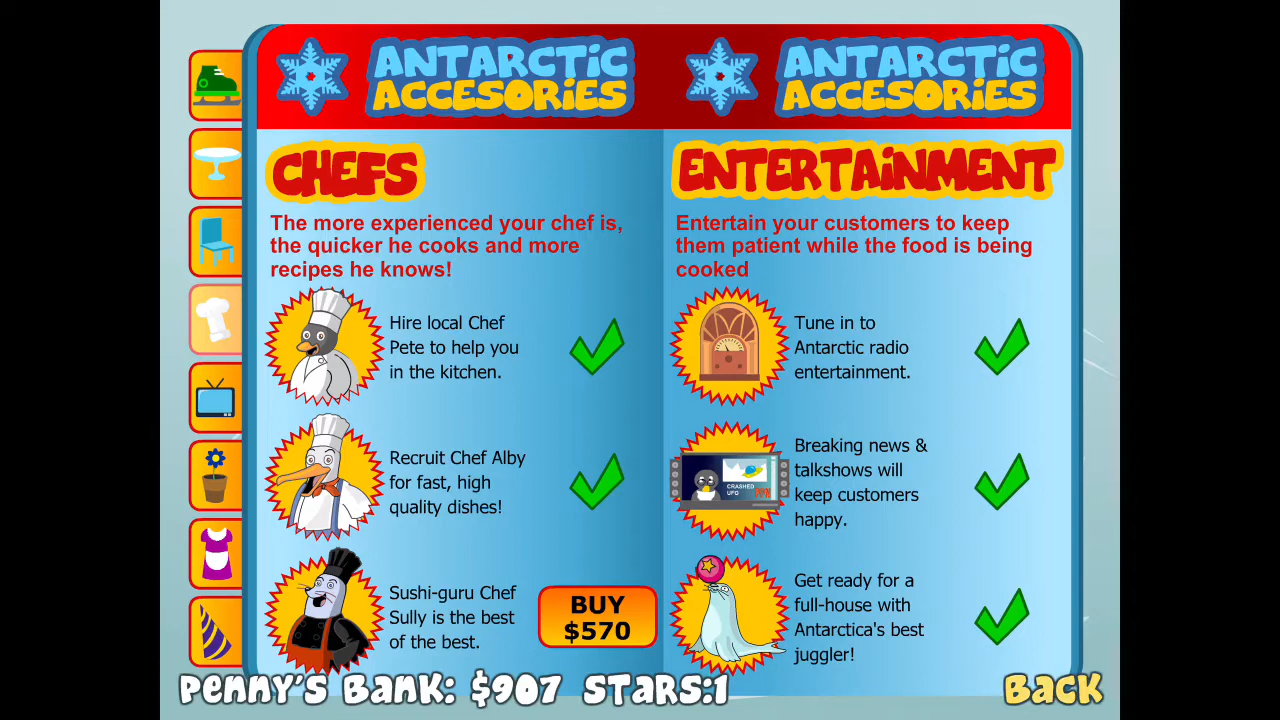 ANTARCTIC
ACCESORIES
ANTARCTIC
ACCESORIES
CHEFS
The more experienced your chef is,
the quicker he cooks and more
recipes he knows!
Hire local Chef
Pete to help you
in the kitchen.
Recruit Chef Alby
for fast, high
quality dishes!
Sushi-guru Chef
Sully is the best
of the best.
BUY
$570
ENTERTAINMENT
Entertain your customers to keep
them patient while the food is being
cooked
Tune in to
Antarctic radio
entertainment.
CRASHED
UFO
PPN
Breaking news &
talkshows will
keep customers
happy.
Get ready for a
full-house with
Antarctica's best
juggler!
Penny's Bank: $907 Stars:1
Back